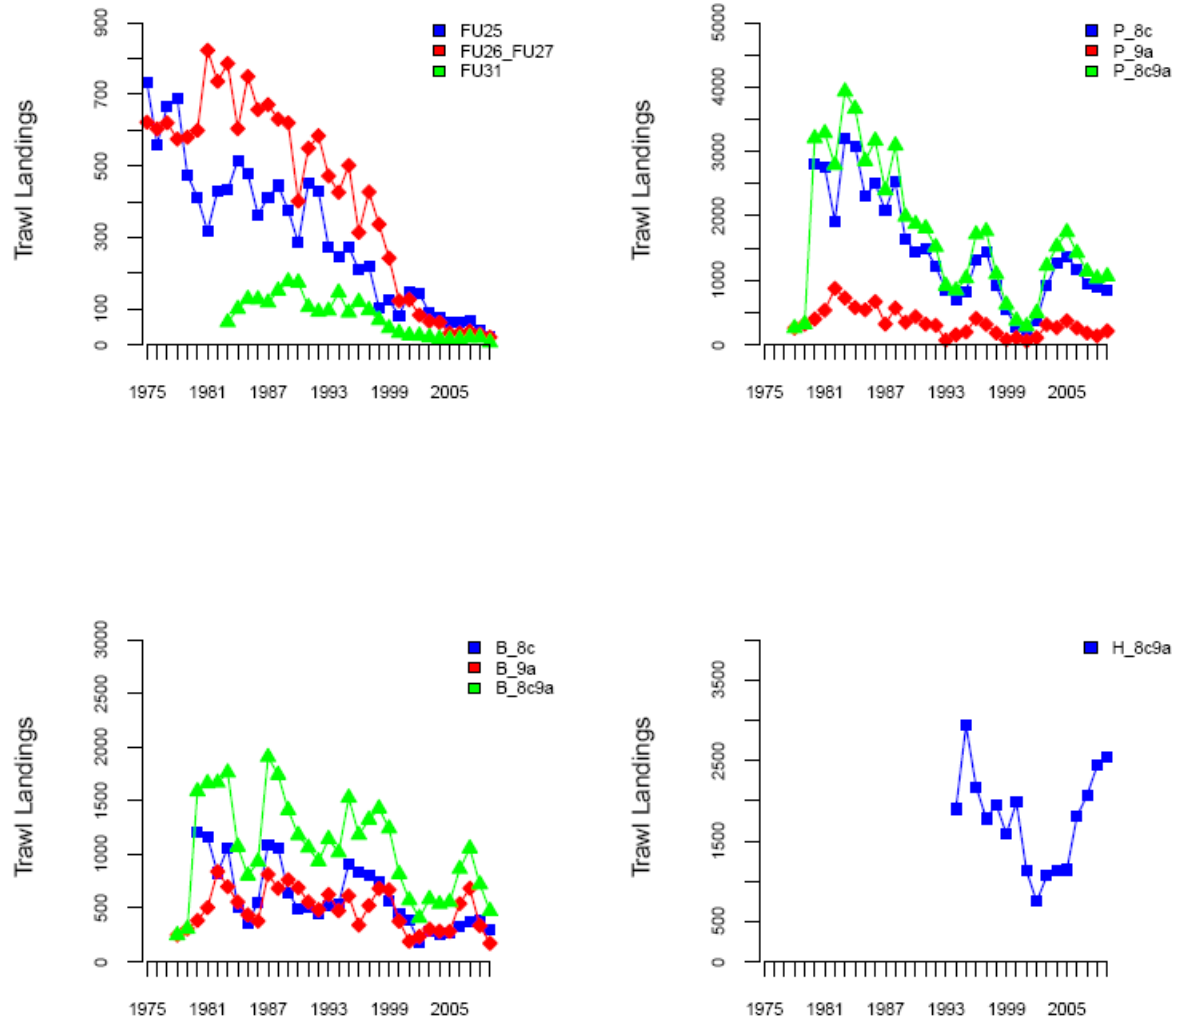 FU25
FU26_FU27
FU31
Trawl Landings
0 100 300 500 700 900
1975 1981 1987 1993 1999 2005
P_8c
P_9a
P_8c9a
Trawl Landings
0 1000 2000 3000 4000 5000
1975 1981 1987 1993 1999 2005
B_8c
B_9a
B_8c9a
Trawl Landings
0 500 1000 1500 2000 2500 3000
1975 1981 1987 1993 1999 2005
H_8c9a
Trawl Landings
0 500 1500 2500 3500
1975 1981 1987 1993 1999 2005